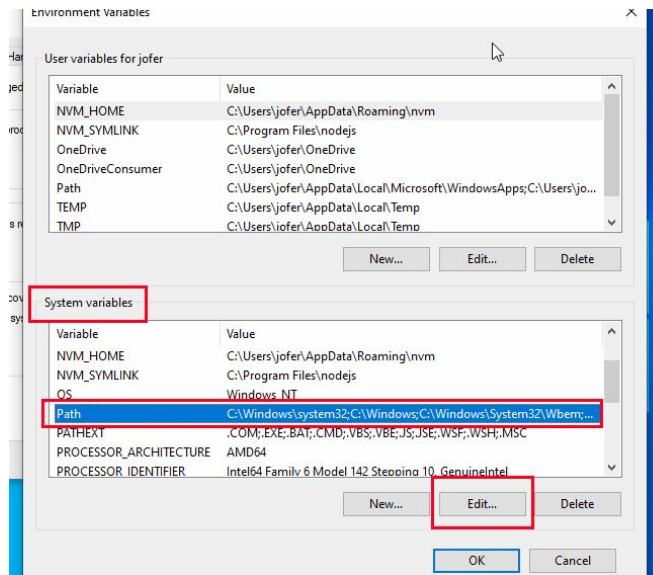 Environment Variables
User variables for jofer
Variable Value
NVM_HOME C:\Users\jofer\AppData\Roaming\nvm
NVM_SYMLINK C:\Program Files\nodejs
OneDrive C:\Users\jofer\OneDrive
OneDriveConsumer C:\Users\jofer\OneDrive
Path C:\Users\jofer\AppData\Local\Microsoft\WindowsApps;C:\Users\jo...
TEMP C:\Users\jofer\AppData\Local\Temp
TMP C:\Users\jofer\AppData\Local\Temp
New... Edit... Delete
System variables
Variable Value
NVM_HOME C:\Users\jofer\AppData\Roaming\nvm
NVM_SYMLINK C:\Program Files\nodejs
OS Windows_NT
Path C:\Windows\system32;C:\Windows;C:\Windows\System32\Wbem;...
PATHEXT .COM;.EXE;.BAT;.CMD;.VBS;.VBE;.JS;.JSE;.WSF;.WSH;.MSC
PROCESSOR_ARCHITECTURE AMD64
PROCESSOR_IDENTIFIER Intel64 Family 6 Model 142 Stepping 10, GenuineIntel
New... Edit... Delete
OK Cancel